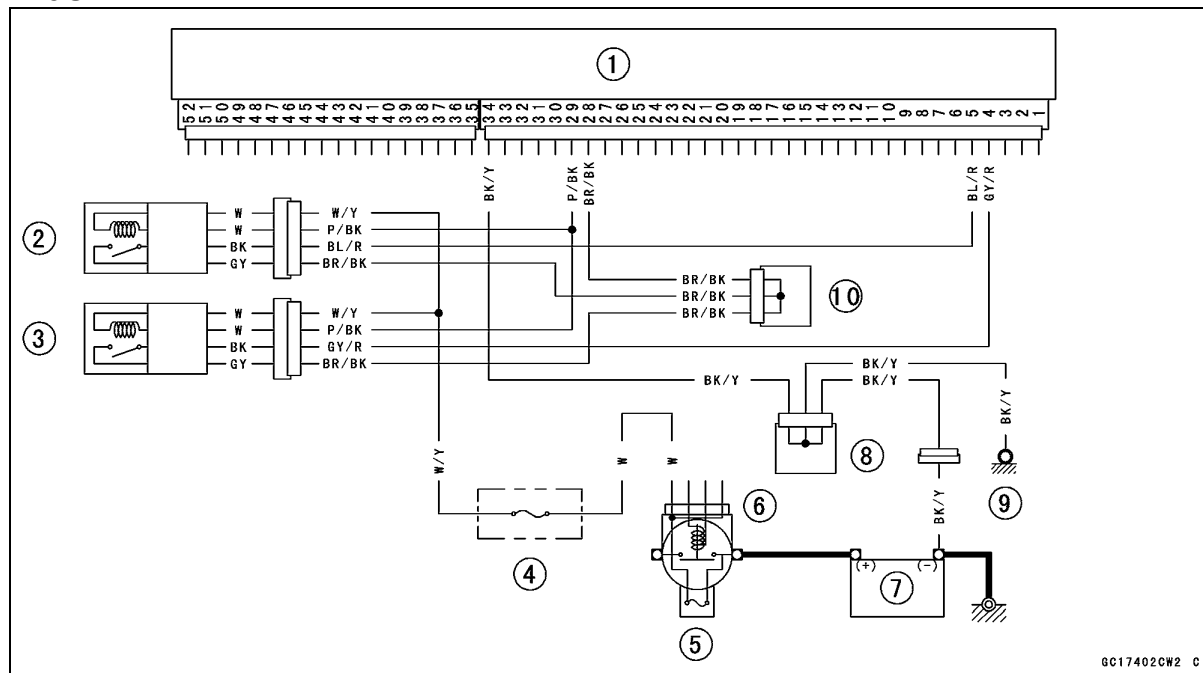 1
52 51 50 49 48 47 46 45 44 43 42 41 40 39 38 37 36 35 34 33 32 31 30 29 28 27 26 25 24 23 22 21 20 19 18 17 16 15 14 13 12 11 10 9 8 7 6 5 4 3 2 1
BK/Y P/BK BR/BK BL/R GY/R
2
W W/Y
W P/BK
BK BL/R
GY BR/BK
BR/BK
BR/BK
BR/BK
10
3
W W/Y
W P/BK
BK GY/R
GY BR/BK
BK/Y
BK/Y
BK/Y
BK/Y
W/Y
W
W
8
6
BK/Y
9
4
(+) (-)
7
5
GC17402CW2 C